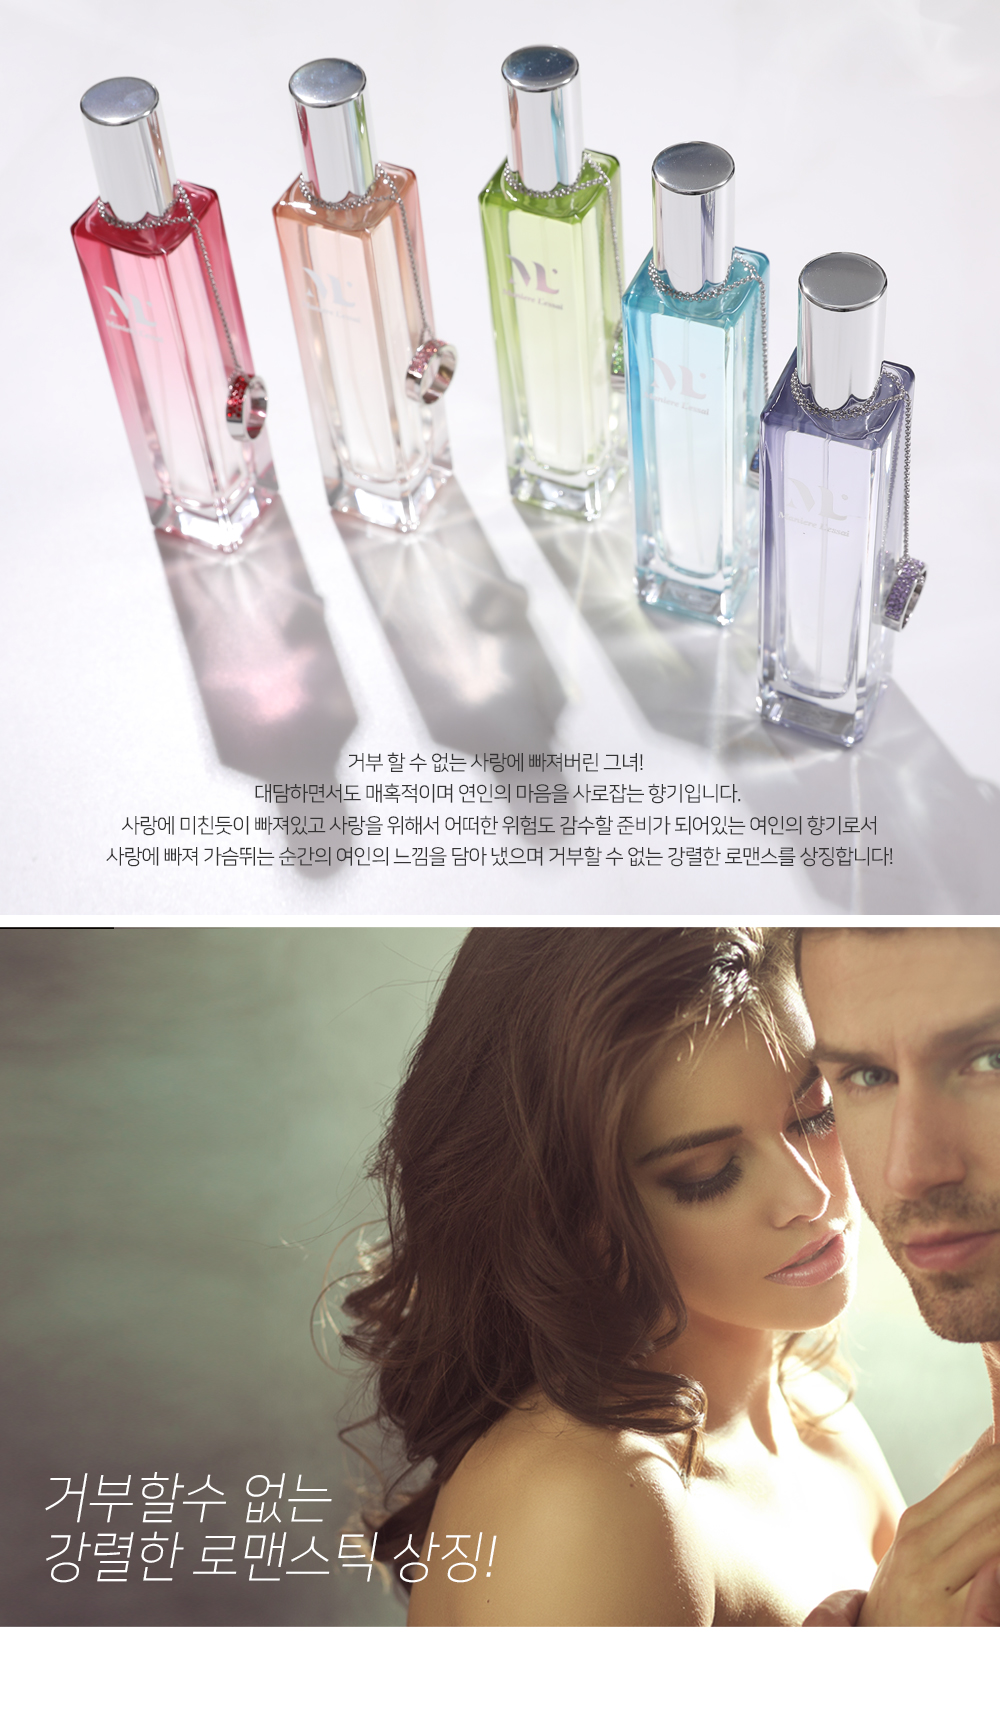 ML
ML
ML
ML
거부 할 수 없는 사랑에 빠져버린 그녀!
대담하면서도 매혹적이며 연인의 마음을 사로잡는 향기입니다.
사랑에 미친듯이 빠져있고 사랑을 위해서 어떠한 위험도 감수할 준비가 되어있는 여인의 향기로서
사랑에 빠져 가슴뛰는 순간의 여인의 느낌을 담아 냈으며 거부할 수 없는 강렬한 로맨스를 상징합니다!
거부할수 없는
강렬한 로맨스틱 상징!